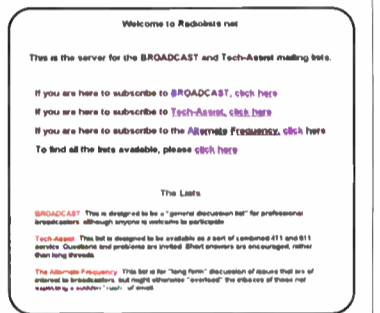 Welcome to Radiolists net
This is the server for the BROADCAST and Tech-Assist mailing lists.
If you are here to subscribe to BROADCAST, click here
If you are here to subscribe to Tech-Assist, click here
If you are here to subscribe to the Alternate Frequency, click here
To find all the lists available, please click here
The Lists
BROADCAST This is designed to be a "general discussion list" for professional
broadcasters although anyone is welcome to participate
Tech-Assist This list is designed to be available as a sort of combined 411 and 911
service Questions and problems are invited Short answers are encouraged, rather
than long threads
The Alternate Frequency This list is for "long form" discussion of issues that are of
interest to broadcasters, but might otherwise "overload" the inboxes of those not
expecting a sudden "rush" of email